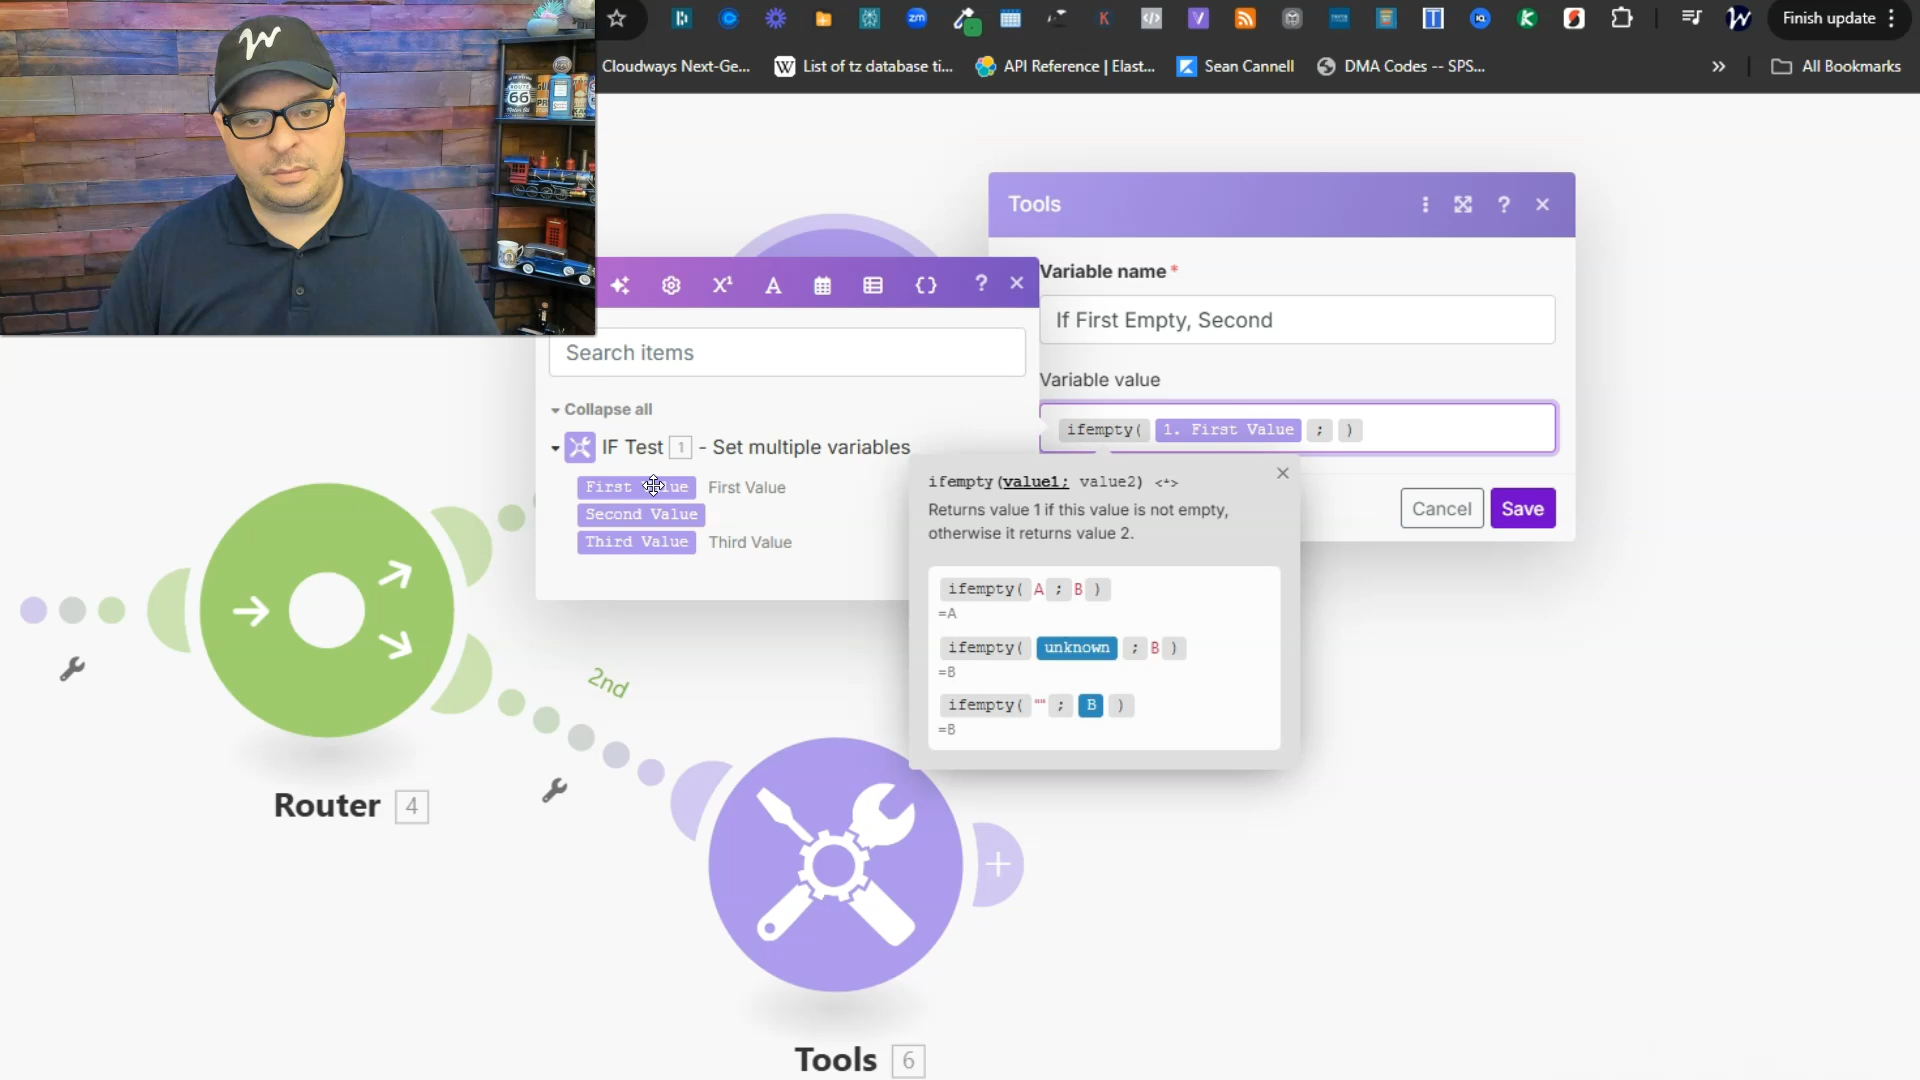 Finish update
Cloudways Next-Ge...
List of tz database ti...
API Reference | Elast...
Sean Cannell
DMA Codes -- SPS...
All Bookmarks
ROUTE
66
Tools
Variable name *
If First Empty, Second
Variable value
ifempty( 1. First Value ; )
Cancel
Save
Search items
Collapse all
IF Test 1 - Set multiple variables
First Value First Value
Second Value
Third Value Third Value
ifempty(value1; value2)
Returns value 1 if this value is not empty,
otherwise it returns value 2.
ifempty( A ; B )
=A
ifempty( unknown ; B )
=B
ifempty( "" ; B )
=B
2nd
Router 4
Tools 6